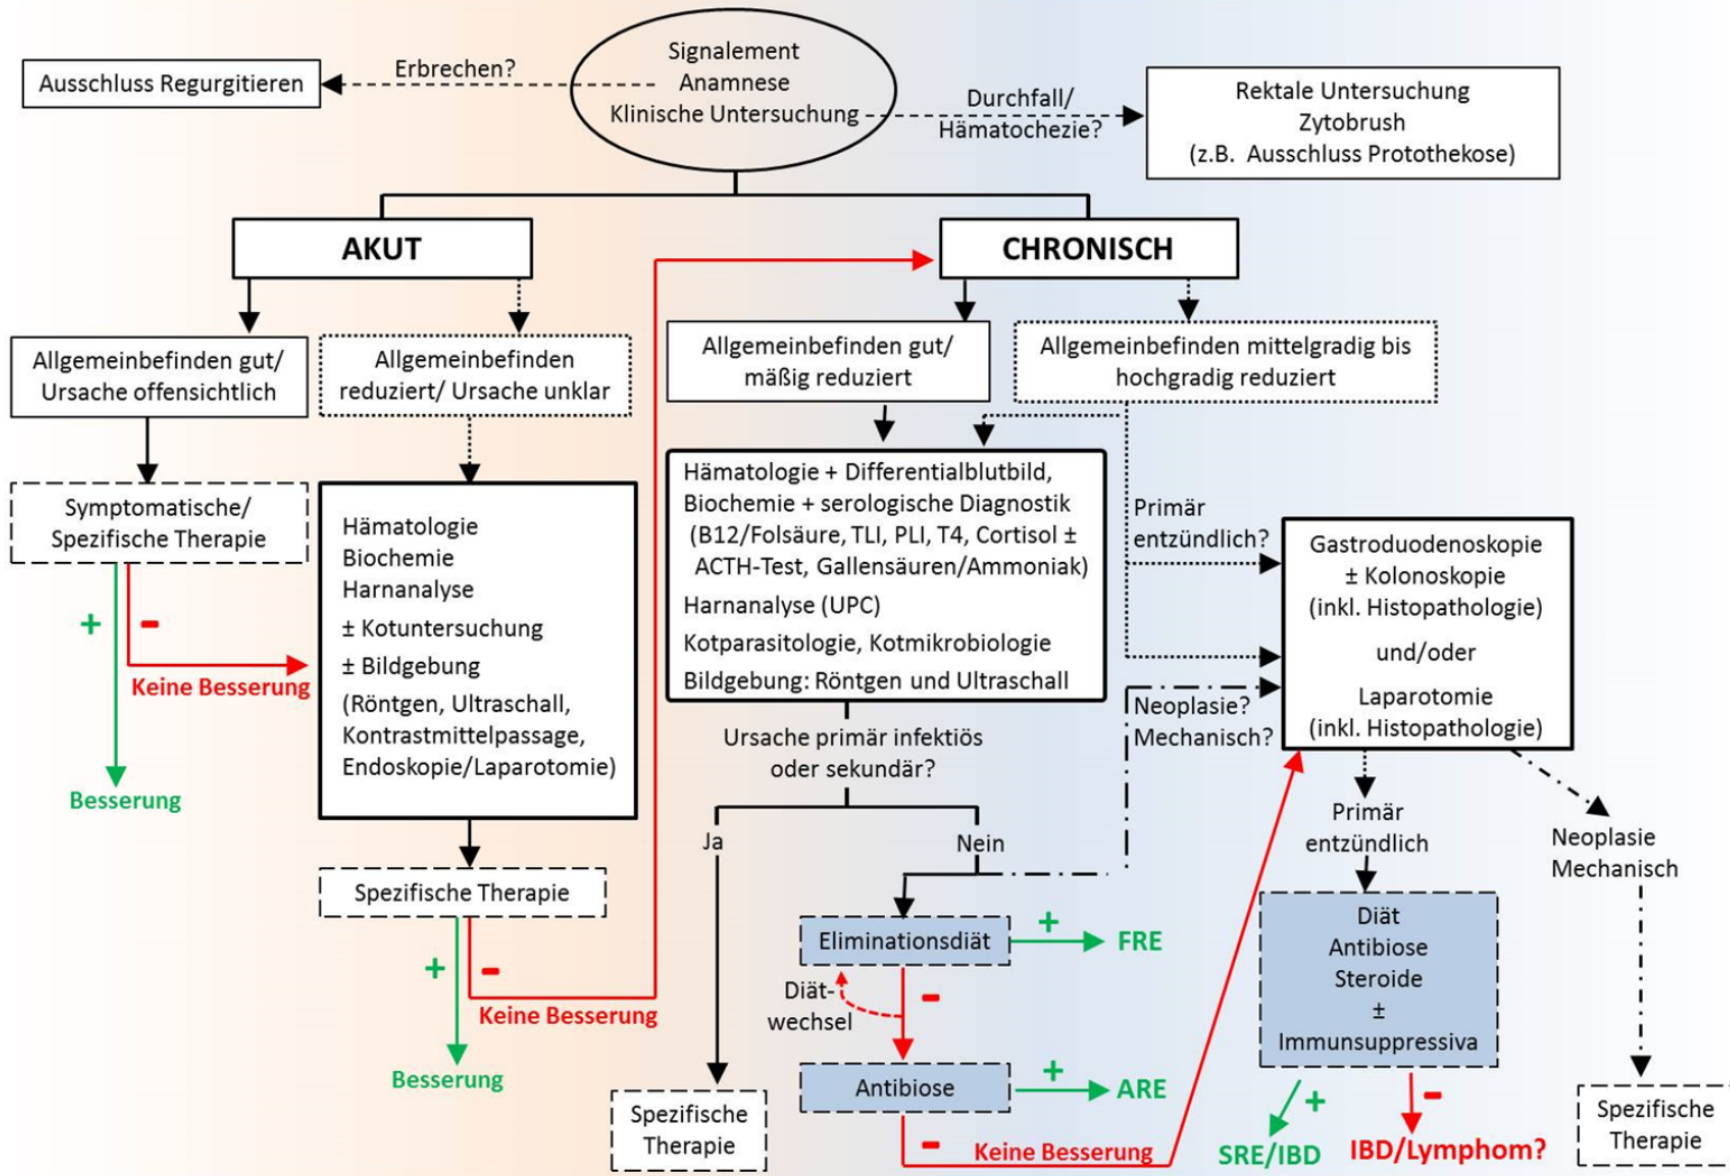 Signalement
Anamnese
Klinische Untersuchung
Erbrechen?
Ausschluss Regurgitieren
Durchfall/
Hämatochezie?
Rektale Untersuchung
Zytobrush
(z.B. Ausschluss Protothekose)
AKUT
CHRONISCH
Allgemeinbefinden gut/
Ursache offensichtlich
Allgemeinbefinden
reduziert/ Ursache unklar
Allgemeinbefinden gut/
mäßig reduziert
Allgemeinbefinden mittelgradig bis
hochgradig reduziert
Symptomatische/
Spezifische Therapie
+
-
Keine Besserung
Besserung
Hämatologie
Biochemie
Harnanalyse
± Kotuntersuchung
± Bildgebung
(Röntgen, Ultraschall,
Kontrastmittelpassage,
Endoskopie/Laparotomie)
Spezifische Therapie
+
-
Keine Besserung
Besserung
Hämatologie + Differentialblutbild,
Biochemie + serologische Diagnostik
(B12/Folsäure, TLI, PLI, T4, Cortisol ±
ACTH-Test, Gallensäuren/Ammoniak)
Harnanalyse (UPC)
Kotparasitologie, Kotmikrobiologie
Bildgebung: Röntgen und Ultraschall
Primär
entzündlich?
Neoplasie?
Mechanisch?
Gastroduodenoskopie
± Kolonoskopie
(inkl. Histopathologie)
und/oder
Laparotomie
(inkl. Histopathologie)
Ursache primär infektiös
oder sekundär?
Ja
Nein
Spezifische
Therapie
Eliminationsdiät
+
FRE
Diät-
wechsel
-
Antibiose
+
ARE
-
Keine Besserung
Primär
entzündlich
Neoplasie
Mechanisch
Diät
Antibiose
Steroide
±
Immunsuppressiva
+
-
SRE/IBD
IBD/Lymphom?
Spezifische
Therapie